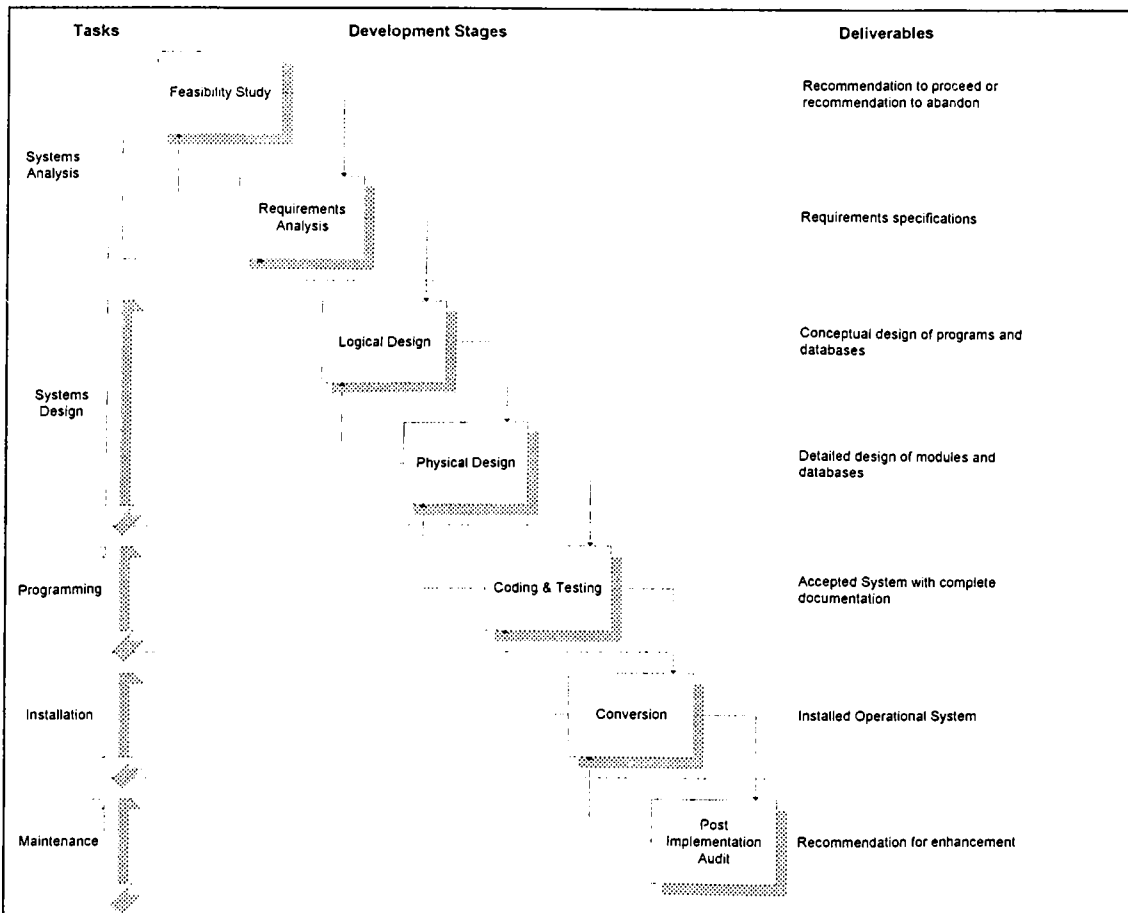 Tasks
Development Stages
Deliverables
Feasibility Study
Recommendation to proceed or
recommendation to abandon
Systems
Analysis
Requirements
Analysis
Requirements specifications
Logical Design
Conceptual design of programs and
databases
Systems
Design
Physical Design
Detailed design of modules and
databases
Programming
Coding & Testing
Accepted System with complete
documentation
Installation
Conversion
Installed Operational System
Maintenance
Post
Implementation
Audit
Recommendation for enhancement